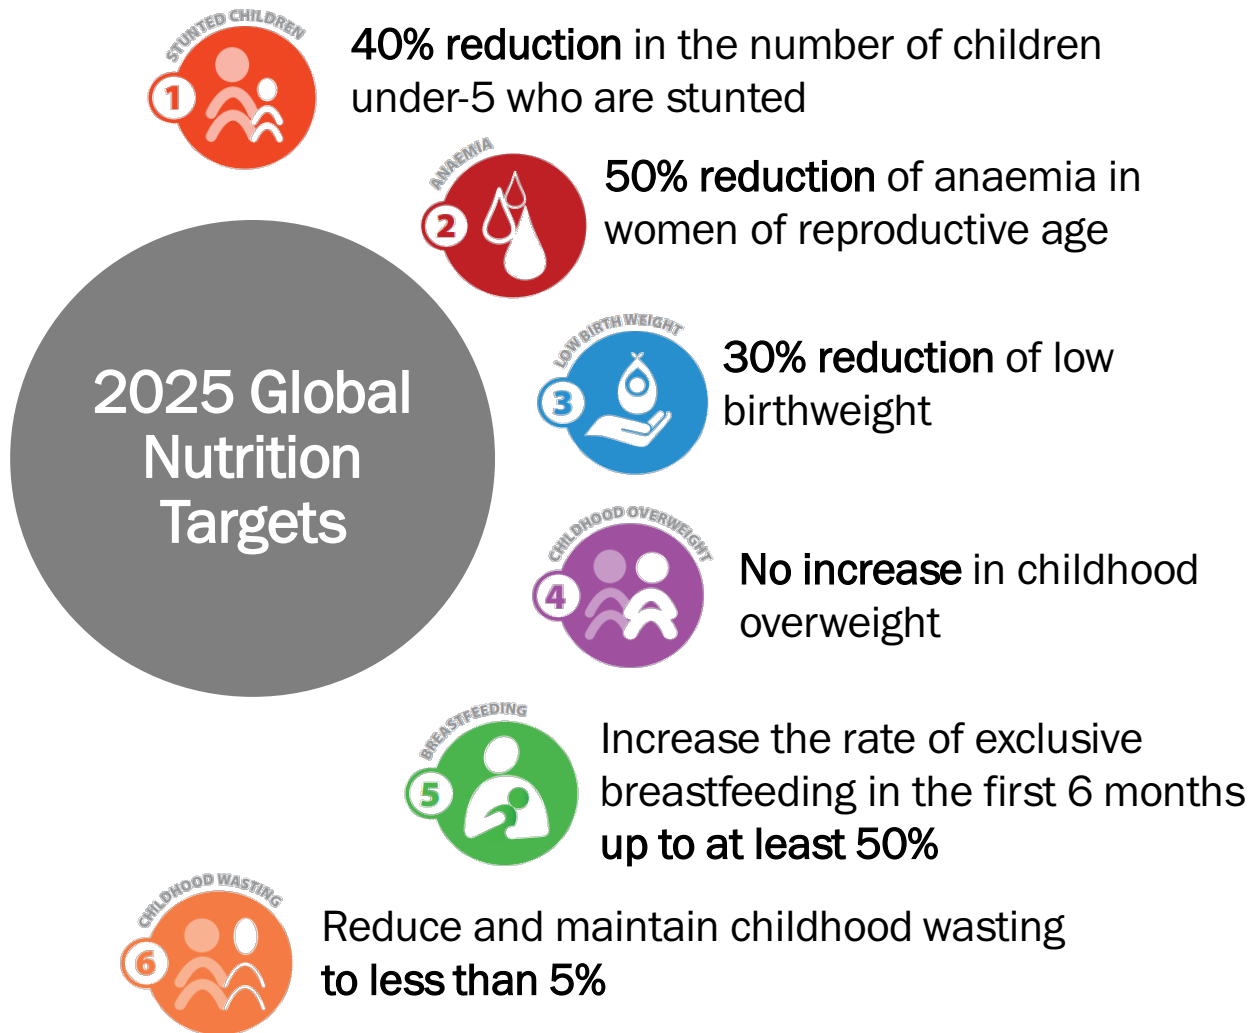 2025 Global
Nutrition
Targets
STUNTED CHILDREN
1
40% reduction in the number of children
under-5 who are stunted
ANAEMIA
2
50% reduction of anaemia in
women of reproductive age
LOW BIRTH WEIGHT
3
30% reduction of low
birthweight
CHILDHOOD OVERWEIGHT
4
No increase in childhood
overweight
BREASTFEEDING
5
Increase the rate of exclusive
breastfeeding in the first 6 months
up to at least 50%
CHILDHOOD WASTING
6
Reduce and maintain childhood wasting
to less than 5%